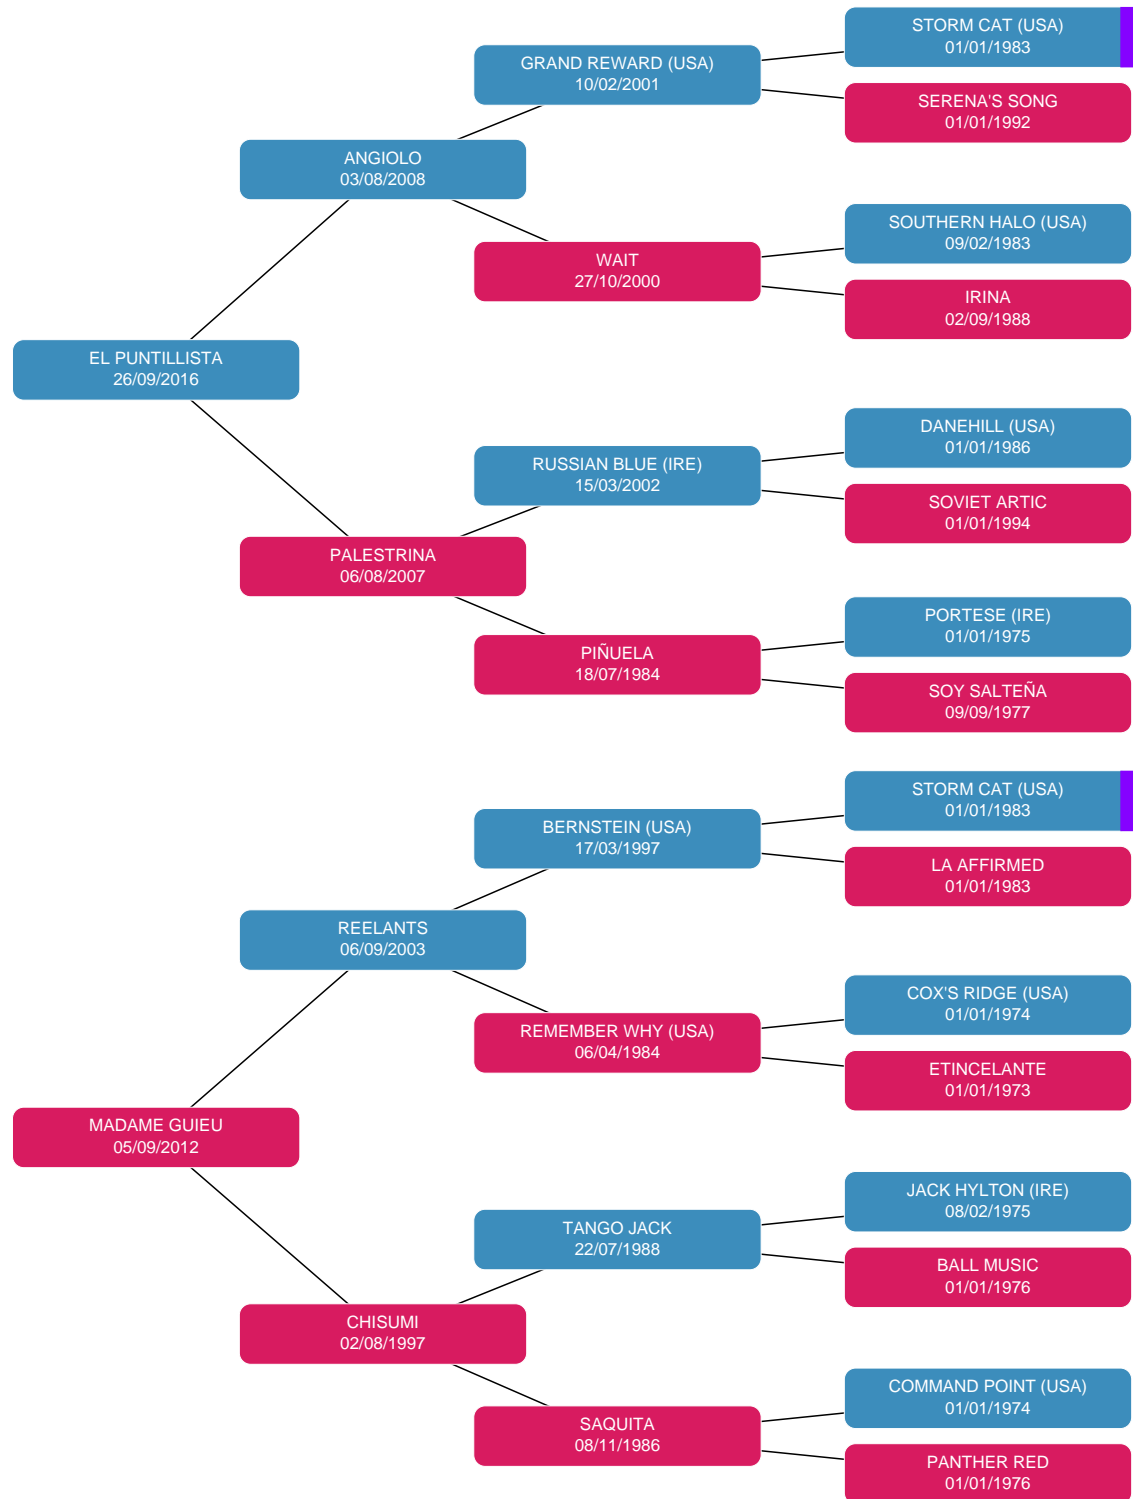 STORM CAT (USA)
01/01/1983
GRAND REWARD (USA)
10/02/2001
SERENA'S SONG
01/01/1992
ANGIOLO
03/08/2008
SOUTHERN HALO (USA)
09/02/1983
WAIT
27/10/2000
IRINA
02/09/1988
EL PUNTILLISTA
26/09/2016
DANEHILL (USA)
01/01/1986
RUSSIAN BLUE (IRE)
15/03/2002
SOVIET ARTIC
01/01/1994
PALESTRINA
06/08/2007
PORTESE (IRE)
01/01/1975
PIÑUELA
18/07/1984
SOY SALTEÑA
09/09/1977
STORM CAT (USA)
01/01/1983
BERNSTEIN (USA)
17/03/1997
LA AFFIRMED
01/01/1983
REELANTS
06/09/2003
COX'S RIDGE (USA)
01/01/1974
REMEMBER WHY (USA)
06/04/1984
ETINCELANTE
01/01/1973
MADAME GUIEU
05/09/2012
JACK HYLTON (IRE)
08/02/1975
TANGO JACK
22/07/1988
BALL MUSIC
01/01/1976
CHISUMI
02/08/1997
COMMAND POINT (USA)
01/01/1974
SAQUITA
08/11/1986
PANTHER RED
01/01/1976